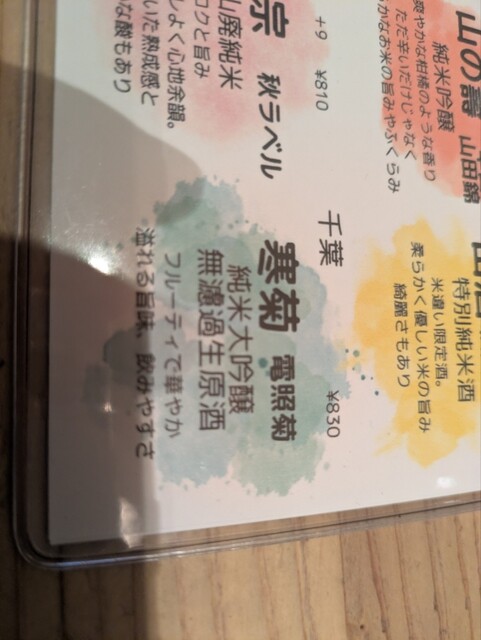 山の壽 山田錦
純米吟醸
爽やかな柑橘のような香り
ただ辛いだけじゃなく
かなお米の旨みやふくらみ
特別純米酒
米違い限定酒。
柔らかく優しい米の旨み
綺麗さもあり
+9 ¥810
宗 秋ラベル
山廃純米
コクと旨み
しよく心地余韻。
いた熟成感と
な酸もあり
千葉 ¥830
寒菊 電照菊
純米大吟醸
無濾過生原酒
フルーティで華やか
溢れる旨味、飲みやすさ